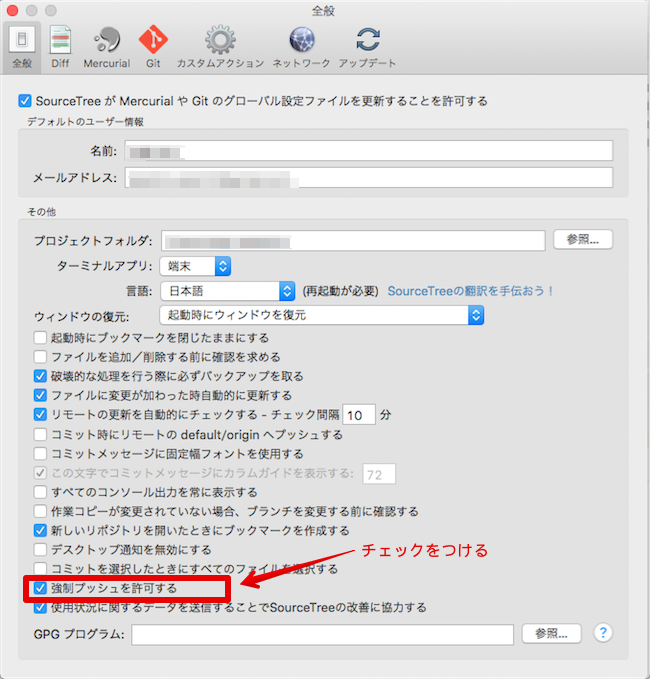 全般
全般 Diff Mercurial Git カスタムアクション ネットワーク アップデート
SourceTree が Mercurial や Git のグローバル設定ファイルを更新することを許可する
デフォルトのユーザー情報
名前:
メールアドレス:
その他
プロジェクトフォルダ: 参照...
ターミナルアプリ: 端末
言語: 日本語 (再起動が必要) SourceTreeの翻訳を手伝おう！
ウィンドウの復元: 起動時にウィンドウを復元
起動時にブックマークを閉じたままにする
ファイルを追加／削除する前に確認を求める
破壊的な処理を行う際に必ずバックアップを取る
ファイルに変更が加わった時自動的に更新する
リモートの更新を自動的にチェックする – チェック間隔 10 分
コミット時にリモートの default/origin へプッシュする
コミットメッセージに固定幅フォントを使用する
この文字でコミットメッセージにカラムガイドを表示する: 72
すべてのコンソール出力を常に表示する
作業コピーが変更されていない場合、ブランチを変更する前に確認する
新しいリポジトリを開いたときにブックマークを作成する
デスクトップ通知を無効にする
チェックをつける
コミットを選択したときにすべてのファイルを選択する
強制プッシュを許可する
使用状況に関するデータを送信することでSourceTreeの改善に協力する
GPG プログラム: 参照... ?